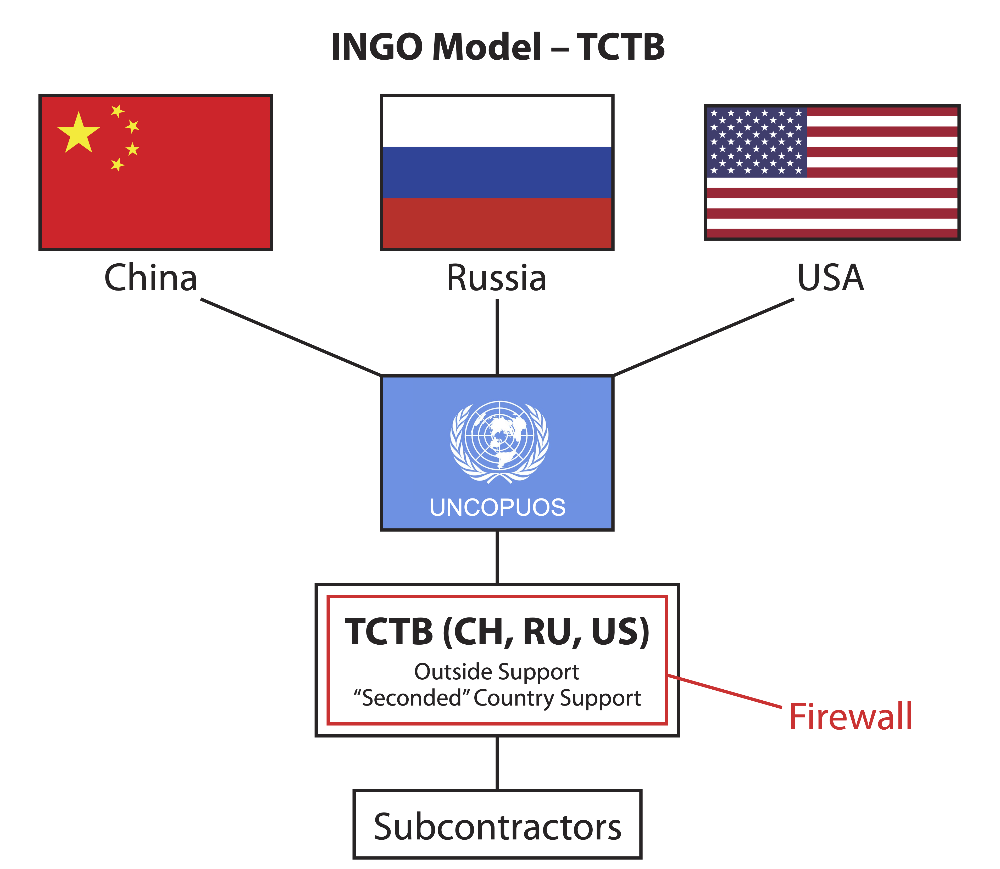 INGO Model – TCTB
China
Russia
USA
UNCOPUOS
TCTB (CH, RU, US)
Outside Support
“Seconded” Country Support
Firewall
Subcontractors